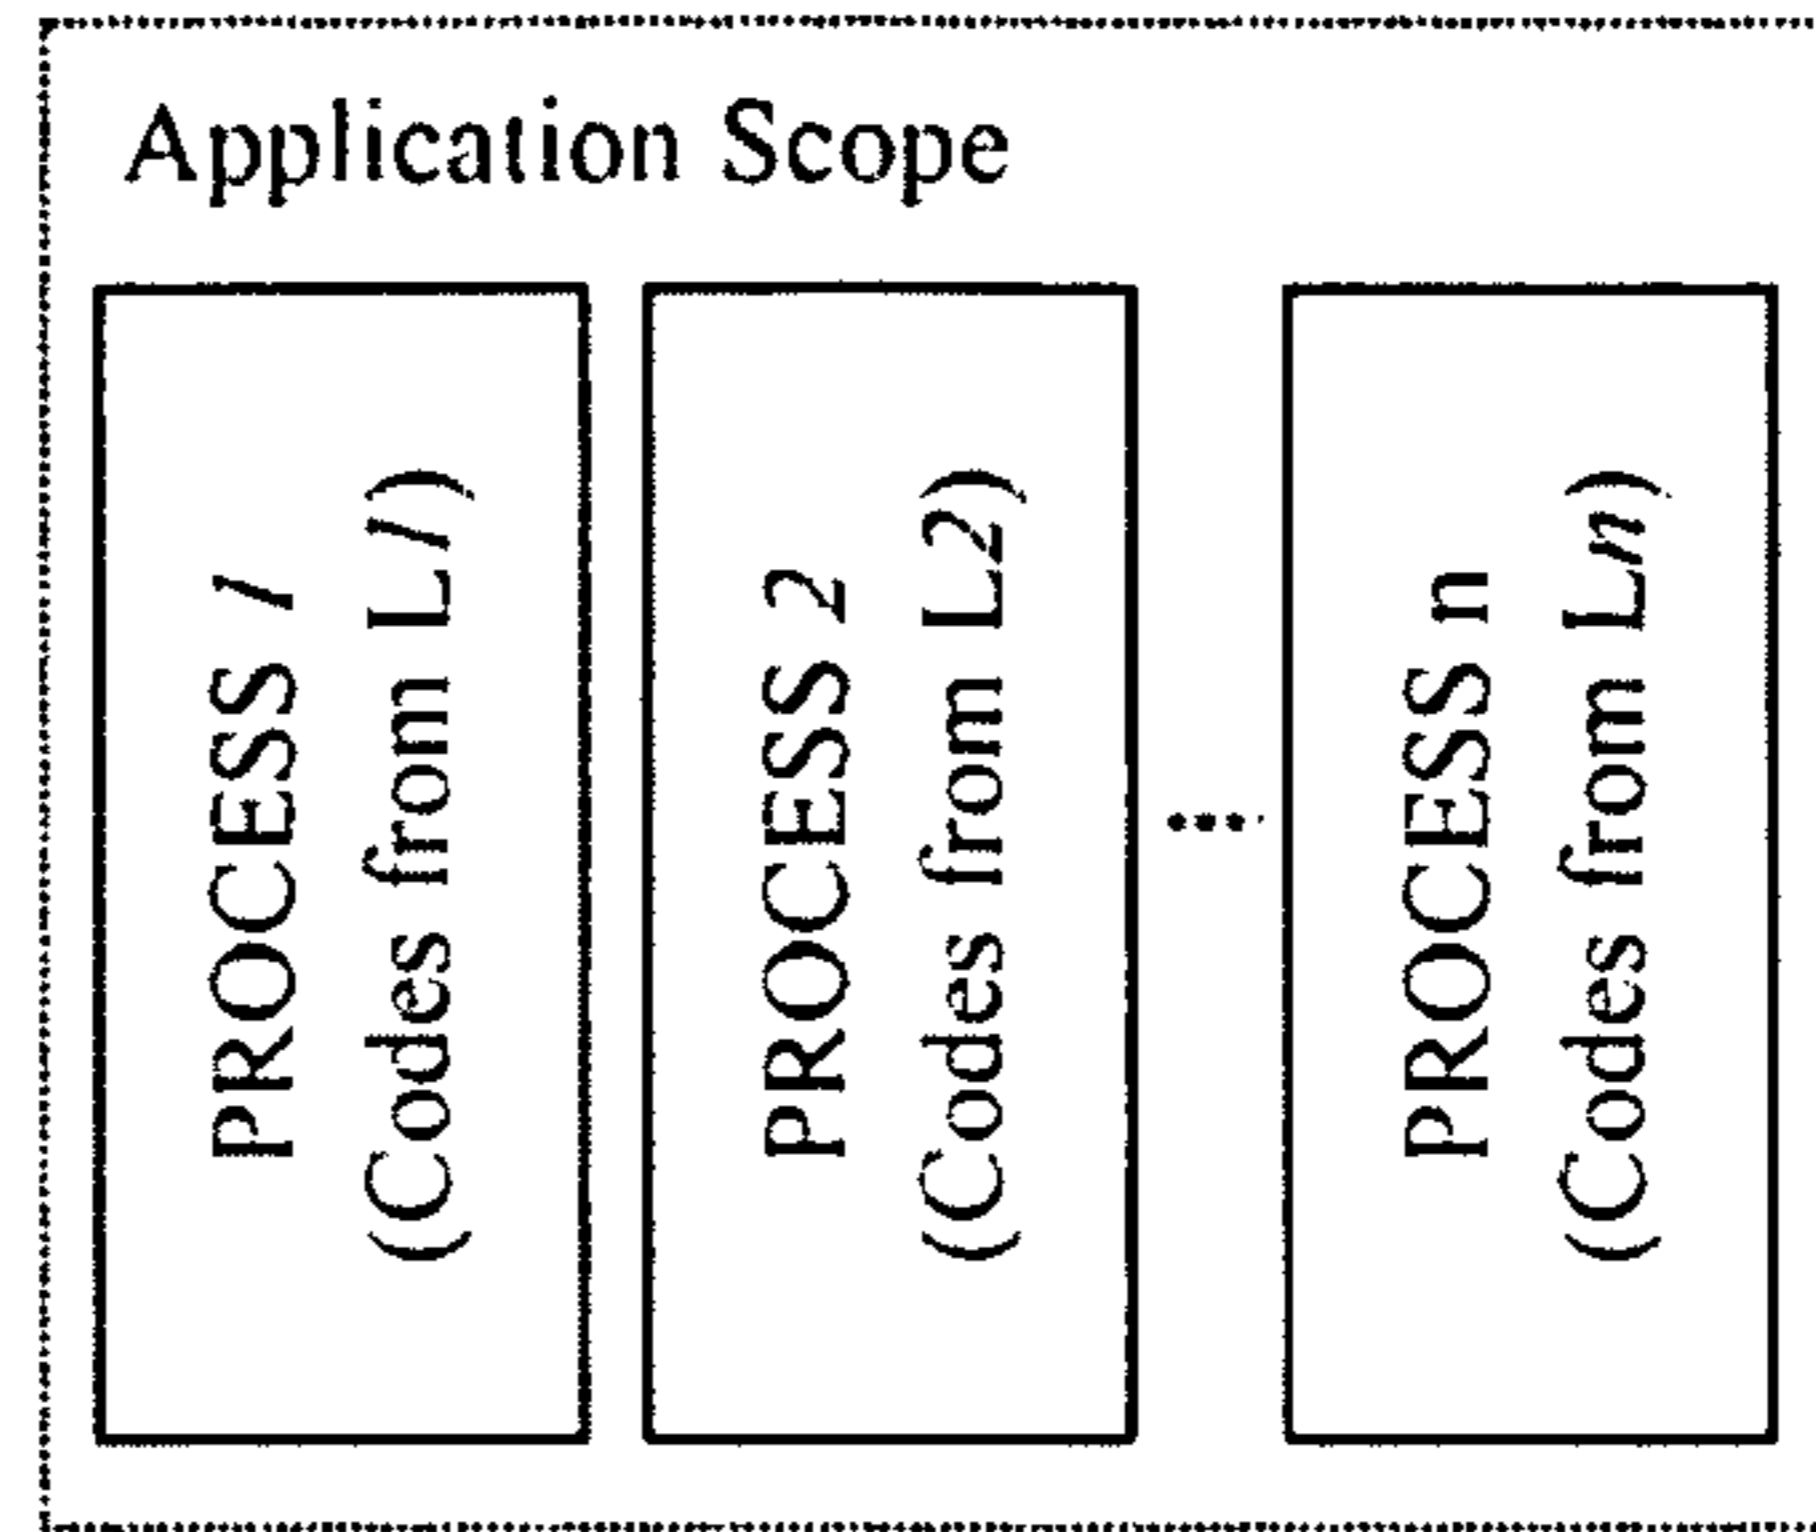 Application Scope
PROCESS 1
(Codes from L1)
PROCESS 2
(Codes from L2)
...
PROCESS n
(Codes from Ln)